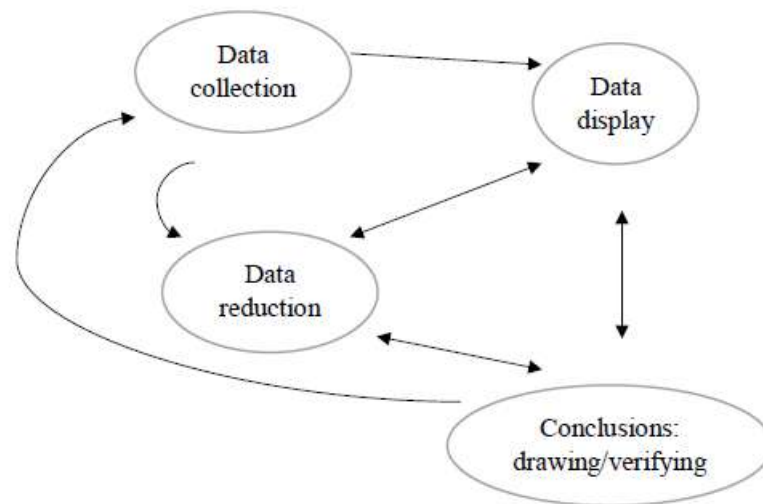 Data
collection
Data
display
Data
reduction
Conclusions:
drawing/verifying